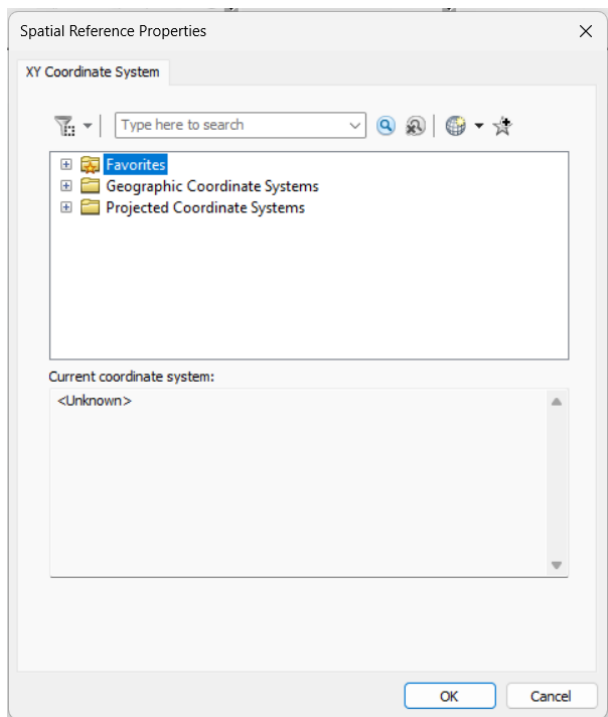 Spatial Reference Properties
XY Coordinate System
Type here to search
Favorites
Geographic Coordinate Systems
Projected Coordinate Systems
Current coordinate system:
<Unknown>
OK Cancel